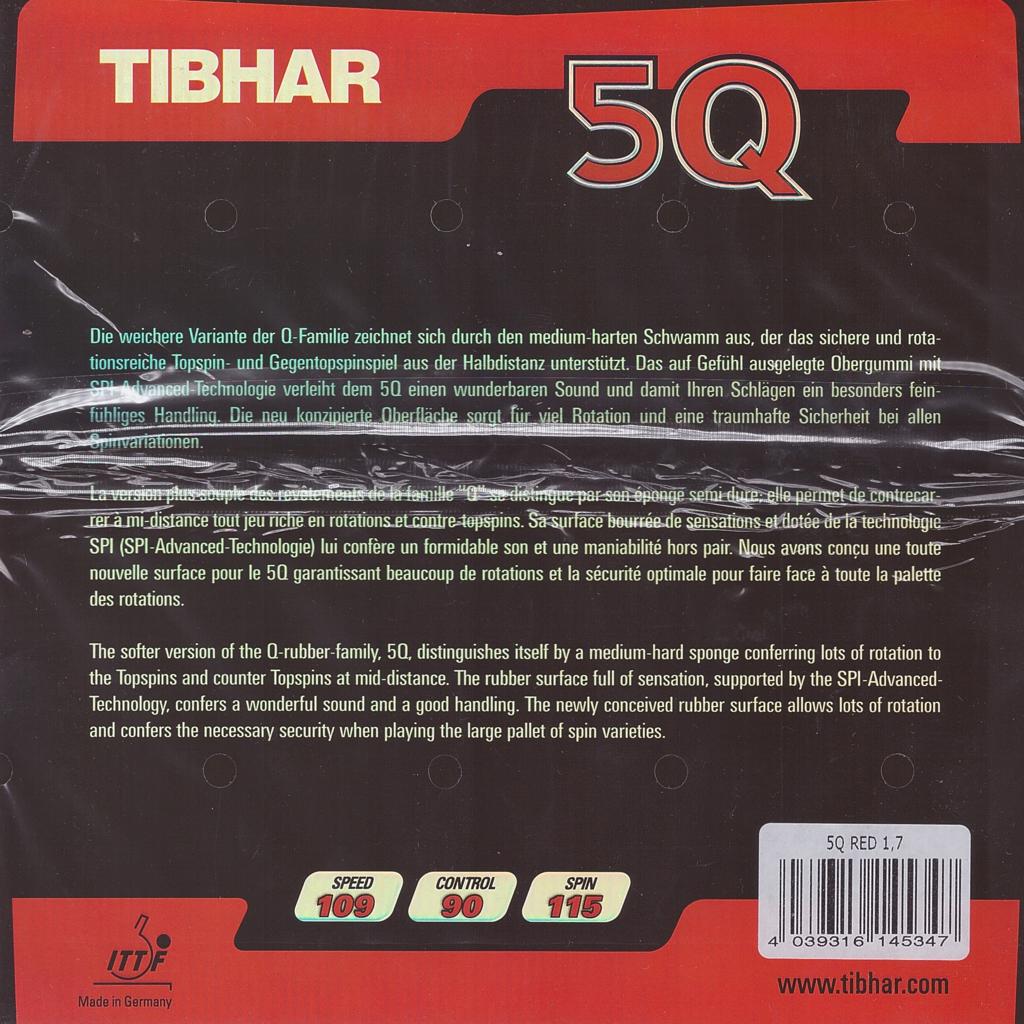 TIBHAR
5Q
Die weichere Variante der Q-Familie zeichnet sich durch den medium-harten Schwamm aus, der das sichere und rota-
tionsreiche Topspin- und Gegentopspinspiel aus der Halbdistanz unterstützt. Das auf Gefühl ausgelegte Obergummi mit
SPI-Advanced-Technologie verleiht dem 5Q einen wunderbaren Sound und damit Ihren Schlägen ein besonders fein-
fühliges Handling. Die neu konzipierte Oberfläche sorgt für viel Rotation und eine traumhafte Sicherheit bei allen
Spinvariationen.
La version plus souple des revêtements de la famille "Q" se distingue par son éponge semi dure; elle permet de contrecar-
rer à mi-distance tout jeu riche en rotations et contre-topspins. Sa surface bourrée de sensations et dotée de la technologie
SPI (SPI-Advanced-Technologie) lui confère un formidable son et une maniabilité hors pair. Nous avons conçu une toute
nouvelle surface pour le 5Q garantissant beaucoup de rotations et la sécurité optimale pour faire face à toute la palette
des rotations.
The softer version of the Q-rubber-family, 5Q, distinguishes itself by a medium-hard sponge conferring lots of rotation to
the Topspins and counter Topspins at mid-distance. The rubber surface full of sensation, supported by the SPI-Advanced-
Technology, confers a wonderful sound and a good handling. The newly conceived rubber surface allows lots of rotation
and confers the necessary security when playing the large pallet of spin varieties.
SPEED
109
CONTROL
90
SPIN
115
5Q RED 1,7
4 039316 145347
ITTF
Made in Germany
www.tibhar.com